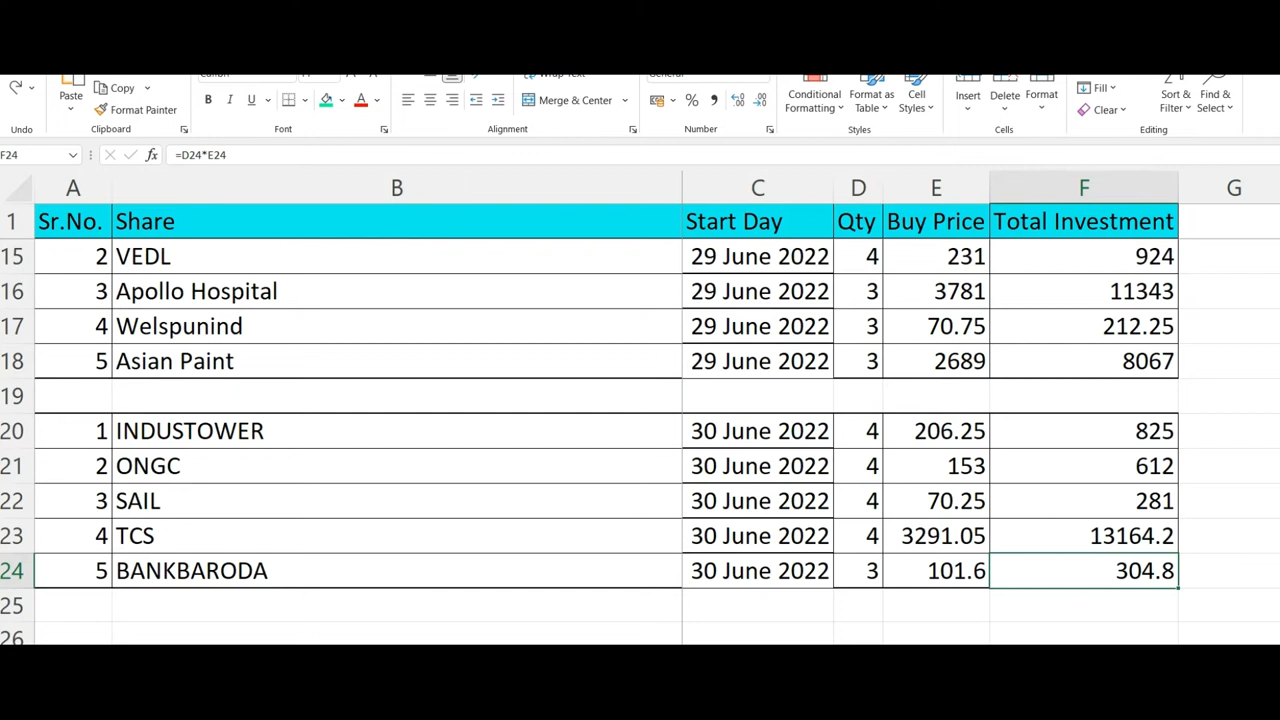 Copy
Paste
Format Painter
B I U A
Merge & Center
% ,
Conditional Formatting
Format as Table
Cell Styles
Insert
Delete
Format
Fill
Clear
Sort & Filter
Find & Select
Undo
Clipboard
Font
Alignment
Number
Styles
Cells
Editing
F24 fx =D24*E24
A B C D E F G
1 Sr.No. Share Start Day Qty Buy Price Total Investment
15 2 VEDL 29 June 2022 4 231 924
16 3 Apollo Hospital 29 June 2022 3 3781 11343
17 4 Welspunind 29 June 2022 3 70.75 212.25
18 5 Asian Paint 29 June 2022 3 2689 8067
19
20 1 INDUSTOWER 30 June 2022 4 206.25 825
21 2 ONGC 30 June 2022 4 153 612
22 3 SAIL 30 June 2022 4 70.25 281
23 4 TCS 30 June 2022 4 3291.05 13164.2
24 5 BANKBARODA 30 June 2022 3 101.6 304.8
25
26